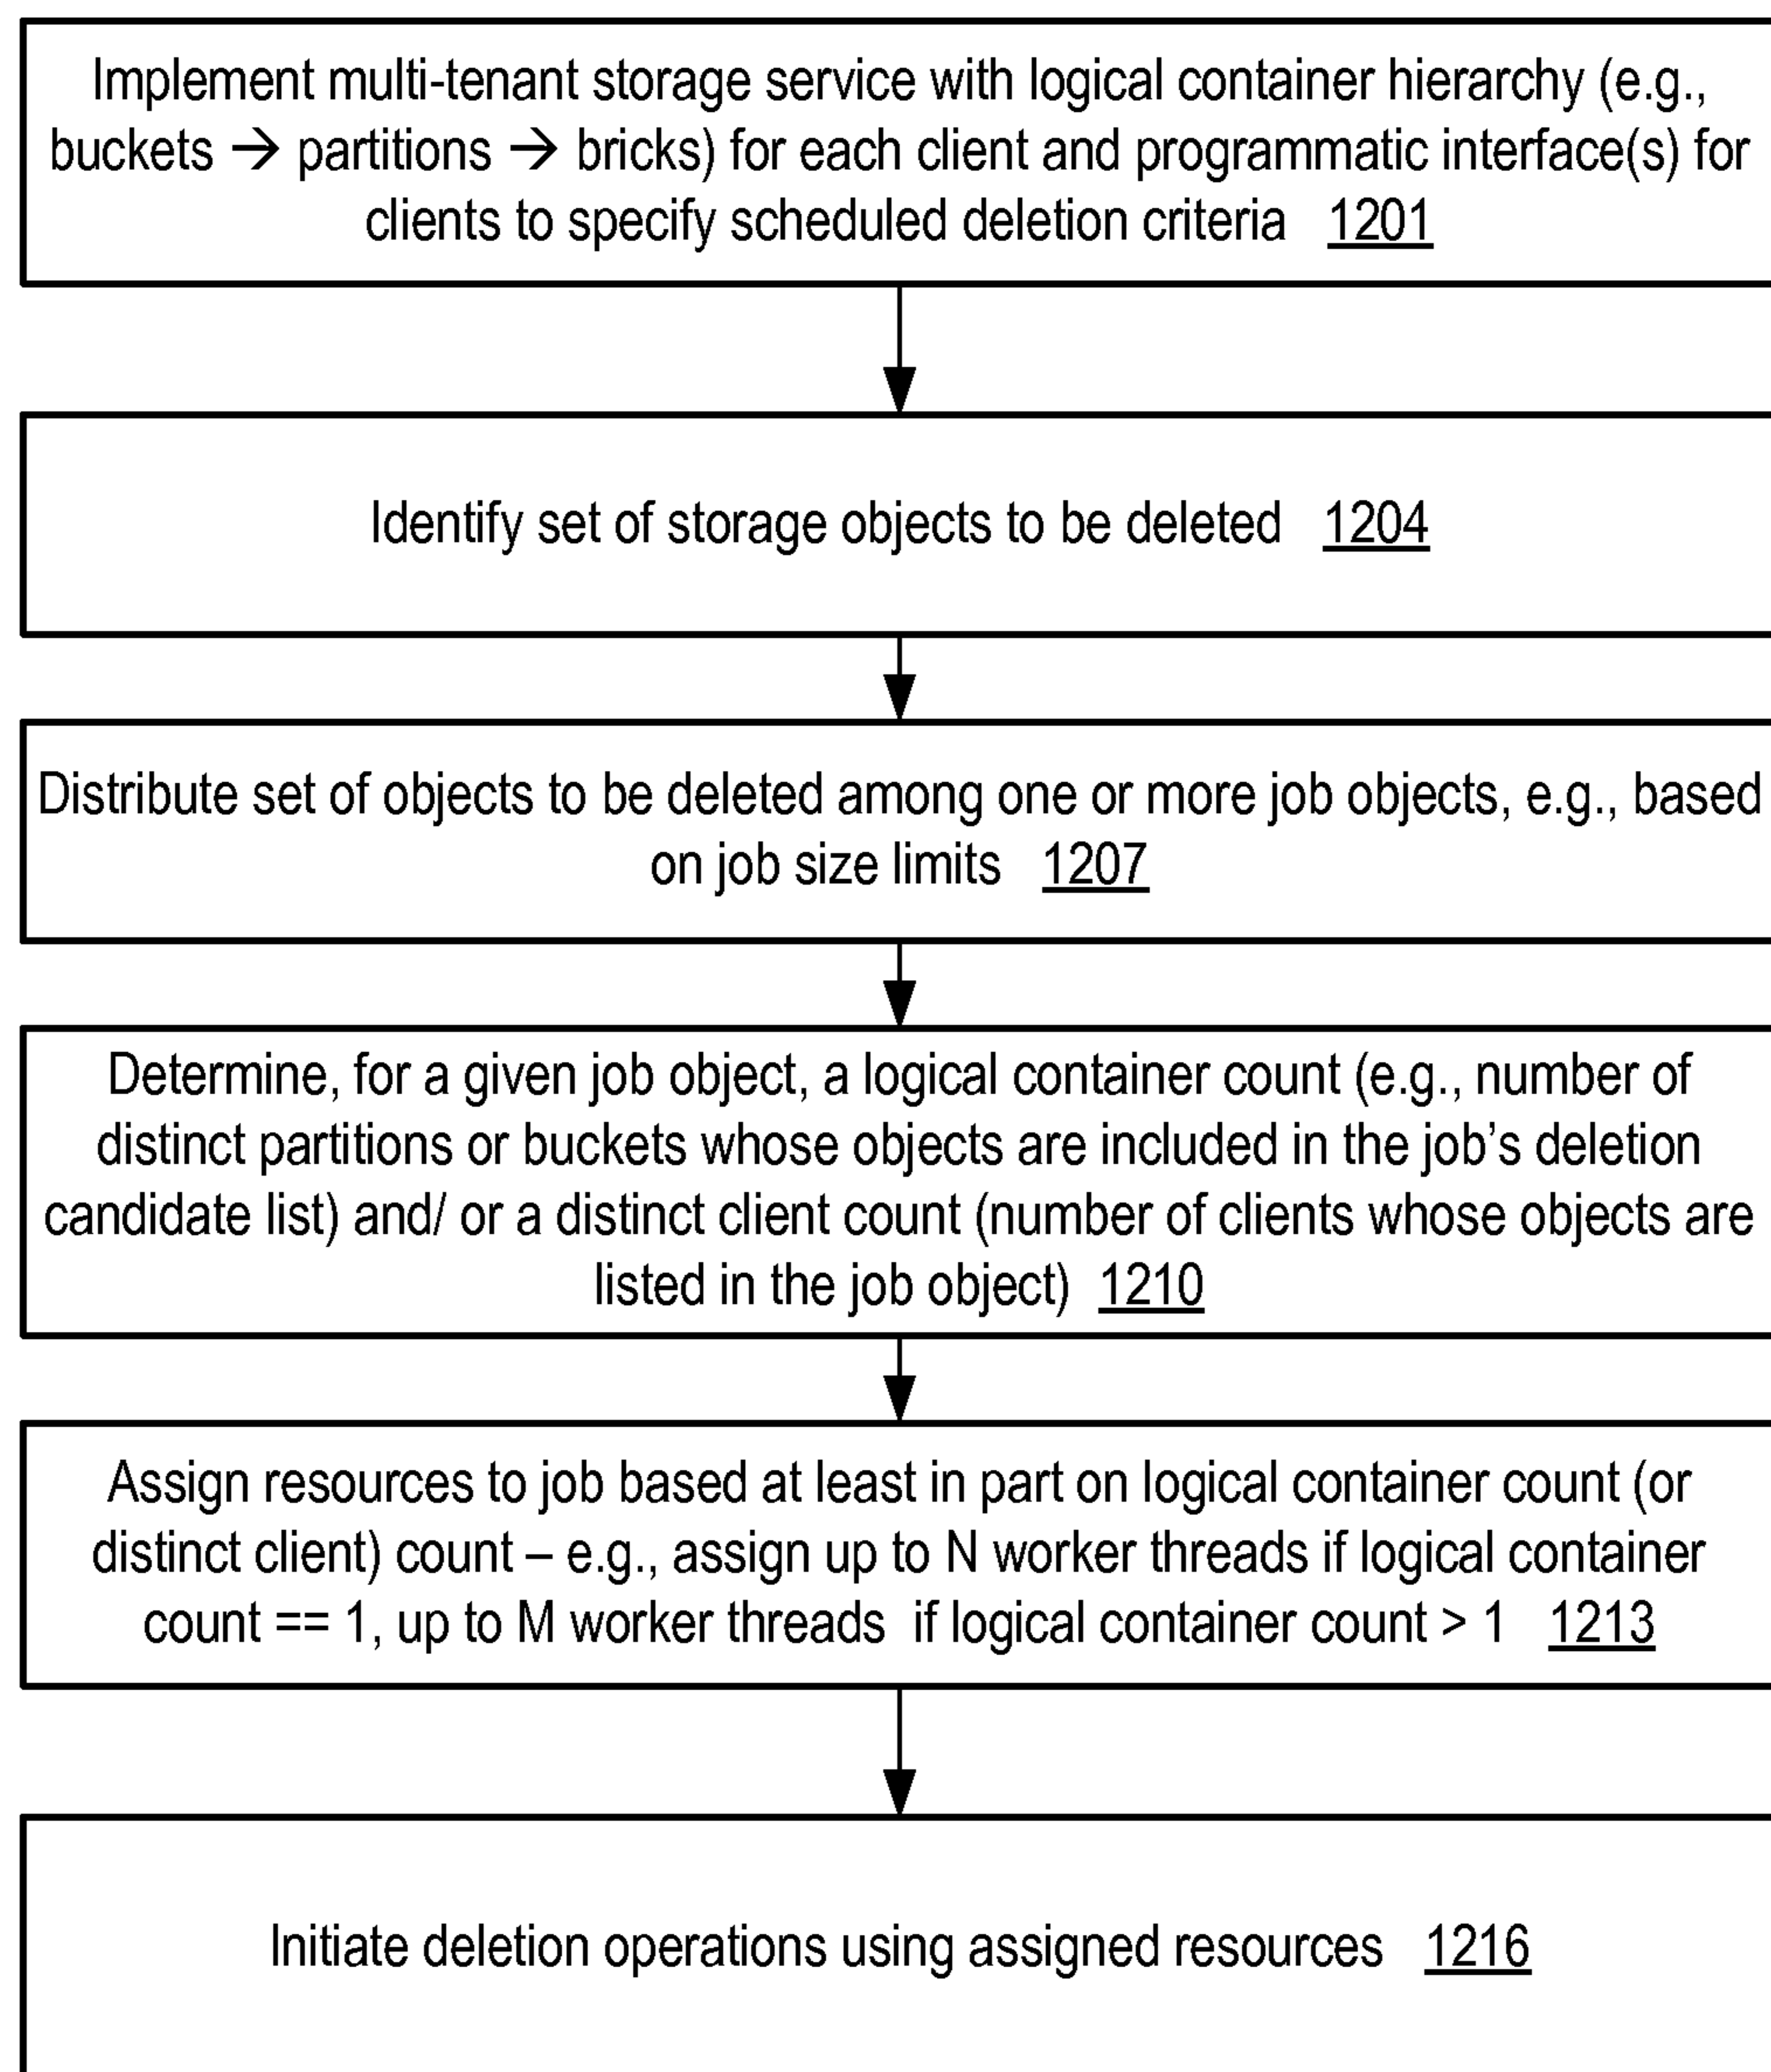 Implement multi-tenant storage service with logical container hierarchy (e.g.,
buckets → partitions → bricks) for each client and programmatic interface(s) for
clients to specify scheduled deletion criteria 1201
Identify set of storage objects to be deleted 1204
Distribute set of objects to be deleted among one or more job objects, e.g., based
on job size limits 1207
Determine, for a given job object, a logical container count (e.g., number of
distinct partitions or buckets whose objects are included in the job’s deletion
candidate list) and/ or a distinct client count (number of clients whose objects are
listed in the job object) 1210
Assign resources to job based at least in part on logical container count (or
distinct client) count – e.g., assign up to N worker threads if logical container
count == 1, up to M worker threads if logical container count > 1 1213
Initiate deletion operations using assigned resources 1216